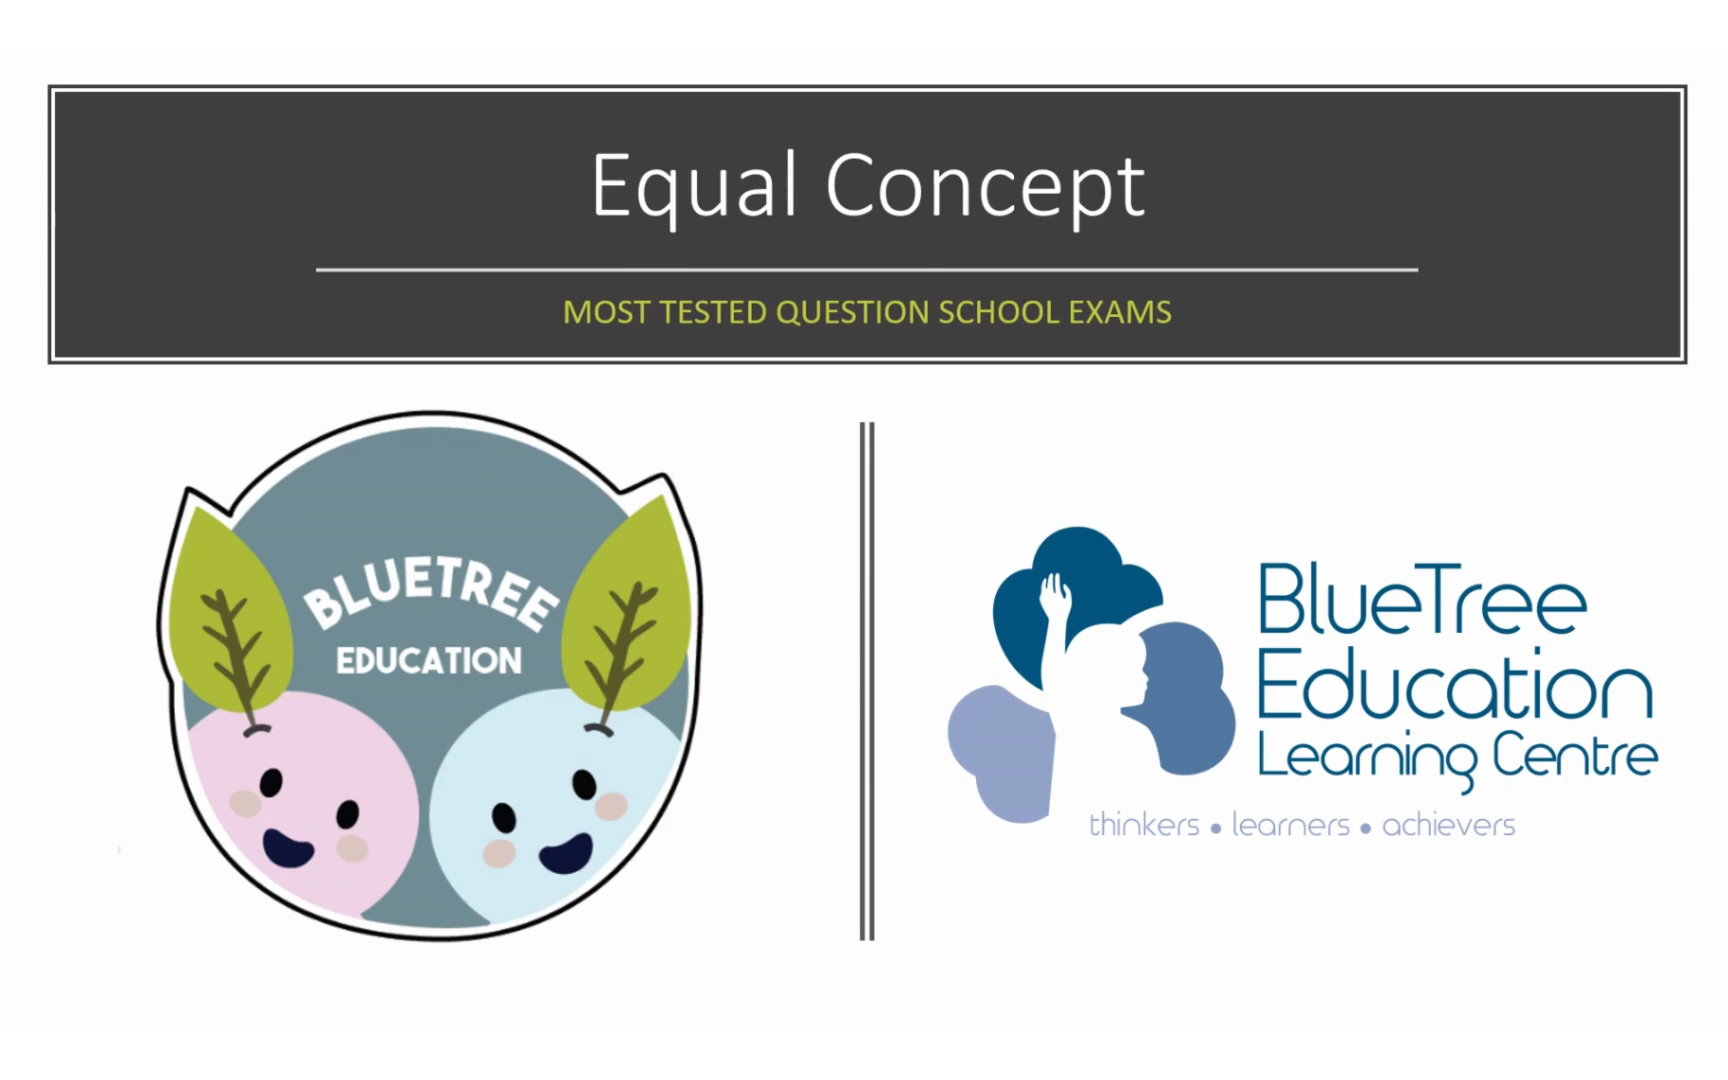 Equal Concept
MOST TESTED QUESTION SCHOOL EXAMS
BLUETREE
EDUCATION
BlueTree
Education
Learning Centre
thinkers • learners • achievers